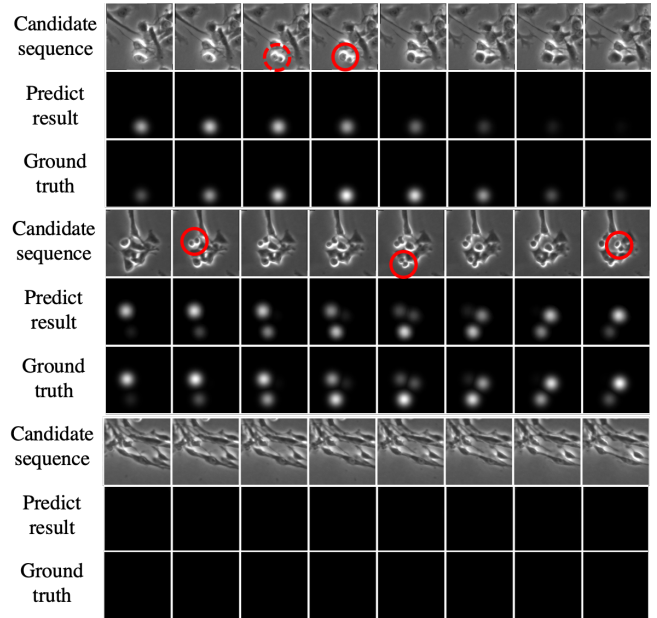 Candidate
sequence
Predict
result
Ground
truth
Candidate
sequence
Predict
result
Ground
truth
Candidate
sequence
Predict
result
Ground
truth